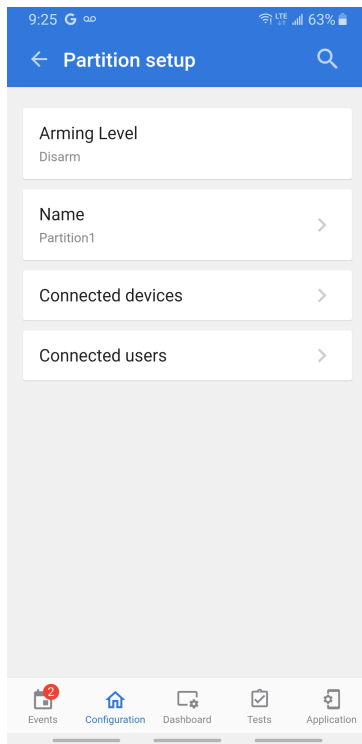 9:25 G LTE 63%
Partition setup
Arming Level
Disarm
Name
Partition1
Connected devices
Connected users
2
Events Configuration Dashboard Tests Application